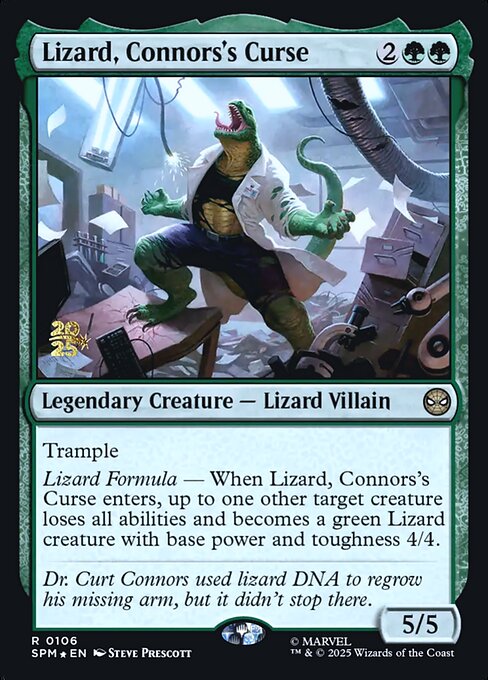 Lizard, Connors's Curse 2
2025
Legendary Creature — Lizard Villain
Trample
Lizard Formula — When Lizard, Connors's
Curse enters, up to one other target creature
loses all abilities and becomes a green Lizard
creature with base power and toughness 4/4.
Dr. Curt Connors used lizard DNA to regrow
his missing arm, but it didn't stop there.
5/5
R 0106
SPM★EN STEVE PRESCOTT
© MARVEL
™ & © 2025 Wizards of the Coast